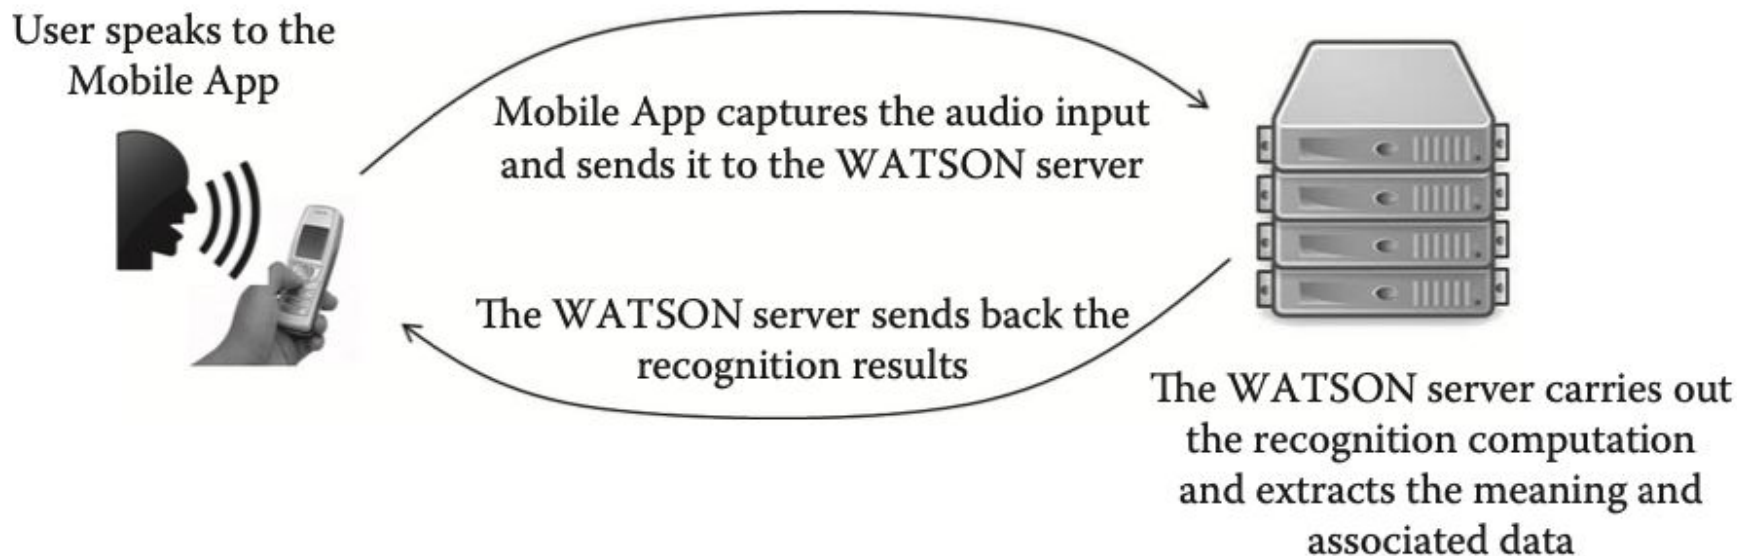 User speaks to the
Mobile App
Mobile App captures the audio input
and sends it to the WATSON server
The WATSON server sends back the
recognition results
The WATSON server carries out
the recognition computation
and extracts the meaning and
associated data